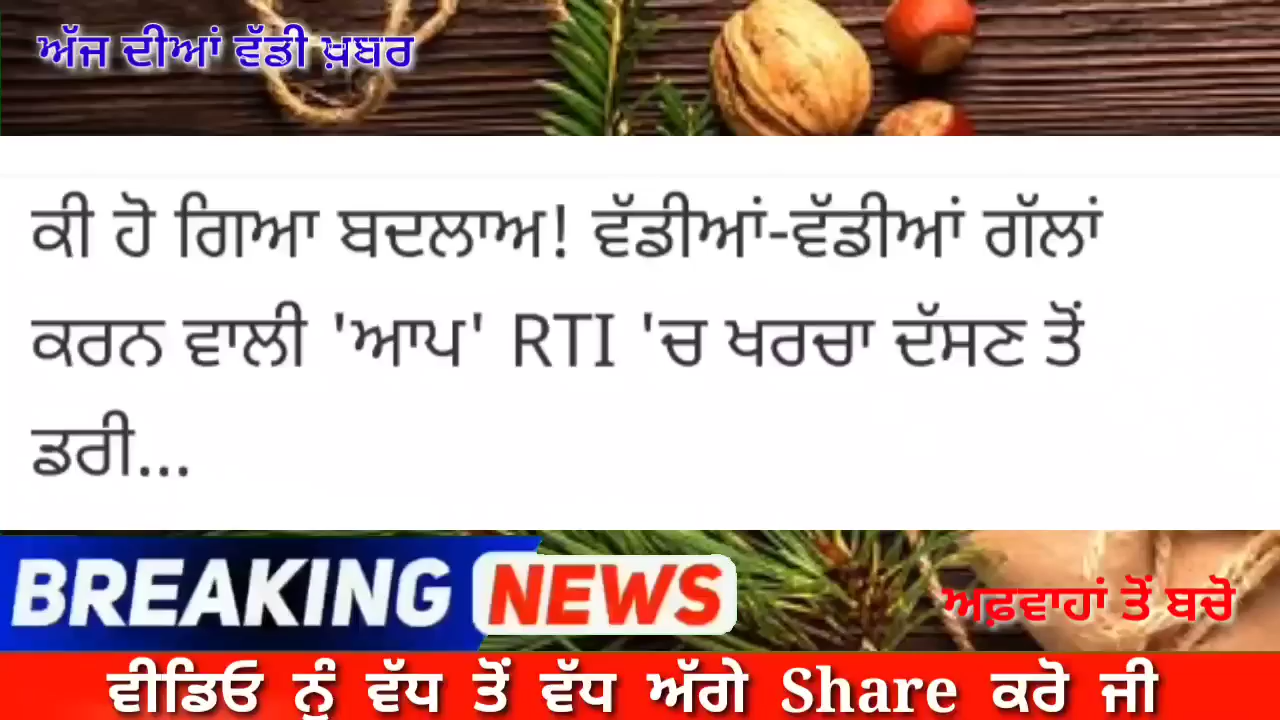 ਅੱਜ ਦੀਆਂ ਵੱਡੀ ਖ਼ਬਰ
ਕੀ ਹੋ ਗਿਆ ਬਦਲਾਅ! ਵੱਡੀਆਂ-ਵੱਡੀਆਂ ਗੱਲਾਂ
ਕਰਨ ਵਾਲੀ 'ਆਪ' RTI 'ਚ ਖਰਚਾ ਦੱਸਣ ਤੋਂ
ਡਰੀ...
BREAKING NEWS
ਅਫ਼ਵਾਹਾਂ ਤੋਂ ਬਚੋ
ਵੀਡਿਓ ਨੂੰ ਵੱਧ ਤੋਂ ਵੱਧ ਅੱਗੇ Share ਕਰੋ ਜੀ